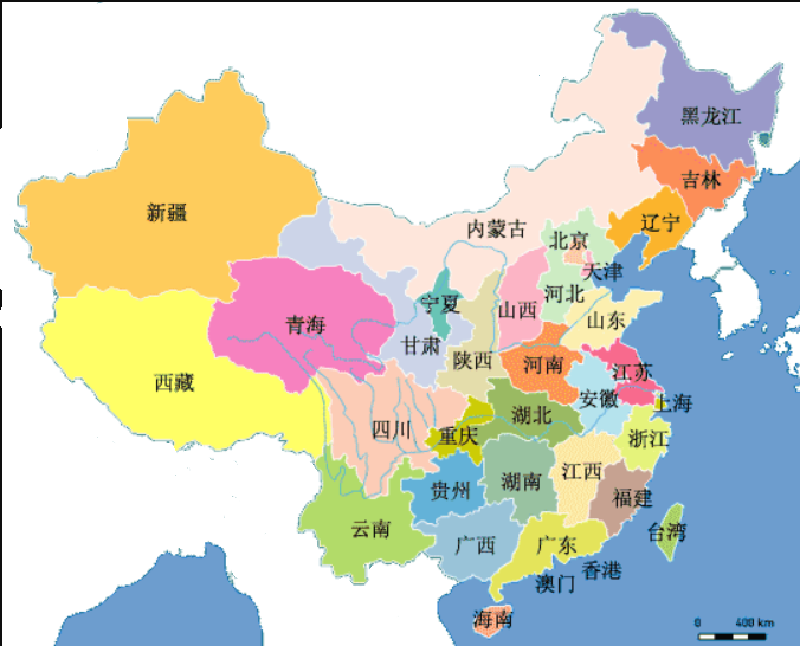 黑龙江
吉林
新疆
辽宁
内蒙古
北京
天津
河北
宁夏
山西
青海
山东
甘肃
陕西
河南
江苏
西藏
安徽
上海
湖北
四川
重庆
浙江
江西
湖南
贵州
福建
云南
台湾
广西
广东
香港
澳门
海南
0 400 km